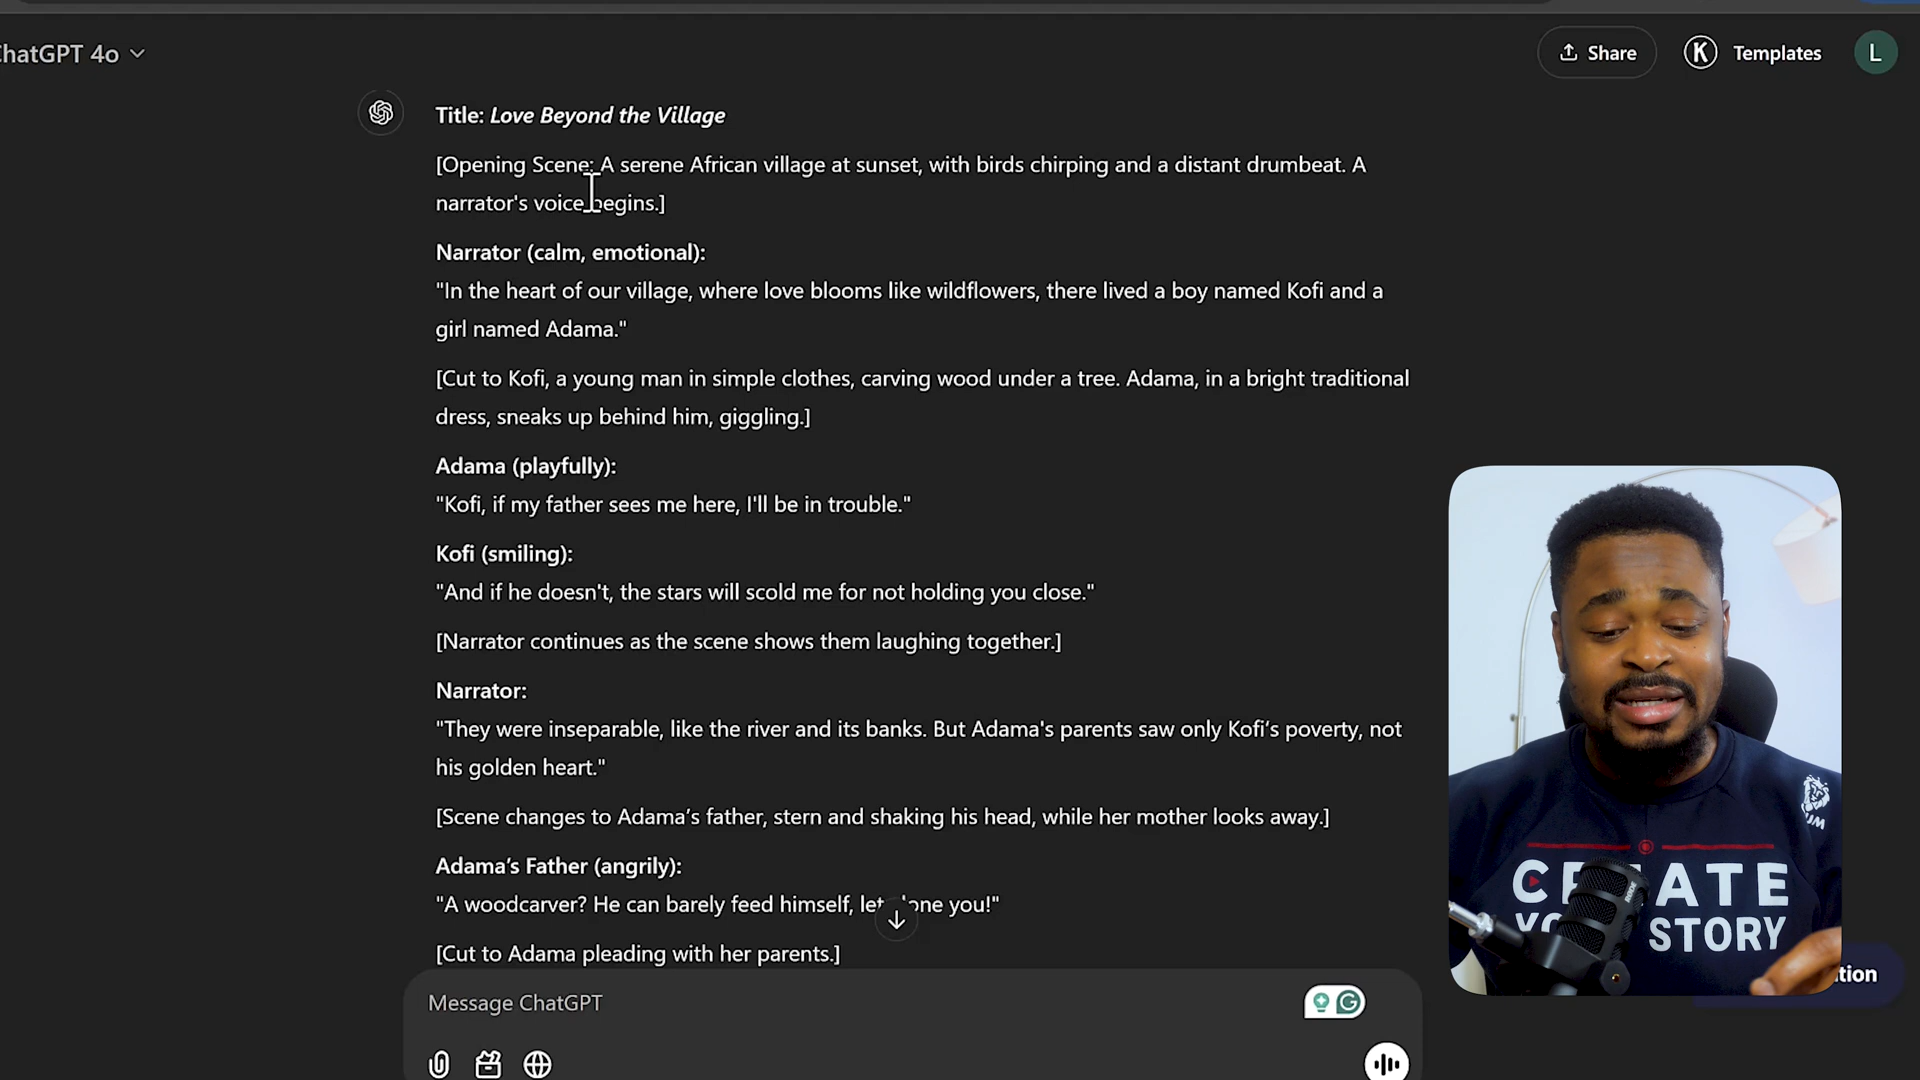 ChatGPT 4o
Share
K
Templates
L
Title: Love Beyond the Village
[Opening Scene: A serene African village at sunset, with birds chirping and a distant drumbeat. A
narrator's voice begins.]
Narrator (calm, emotional):
"In the heart of our village, where love blooms like wildflowers, there lived a boy named Kofi and a
girl named Adama."
[Cut to Kofi, a young man in simple clothes, carving wood under a tree. Adama, in a bright traditional
dress, sneaks up behind him, giggling.]
Adama (playfully):
"Kofi, if my father sees me here, I'll be in trouble."
Kofi (smiling):
"And if he doesn't, the stars will scold me for not holding you close."
[Narrator continues as the scene shows them laughing together.]
Narrator:
"They were inseparable, like the river and its banks. But Adama's parents saw only Kofi‘s poverty, not
his golden heart."
[Scene changes to Adama’s father, stern and shaking his head, while her mother looks away.]
Adama’s Father (angrily):
"A woodcarver? He can barely feed himself, let alone you!"
[Cut to Adama pleading with her parents.]
Message ChatGPT
CREATE
YOUR STORY
tion